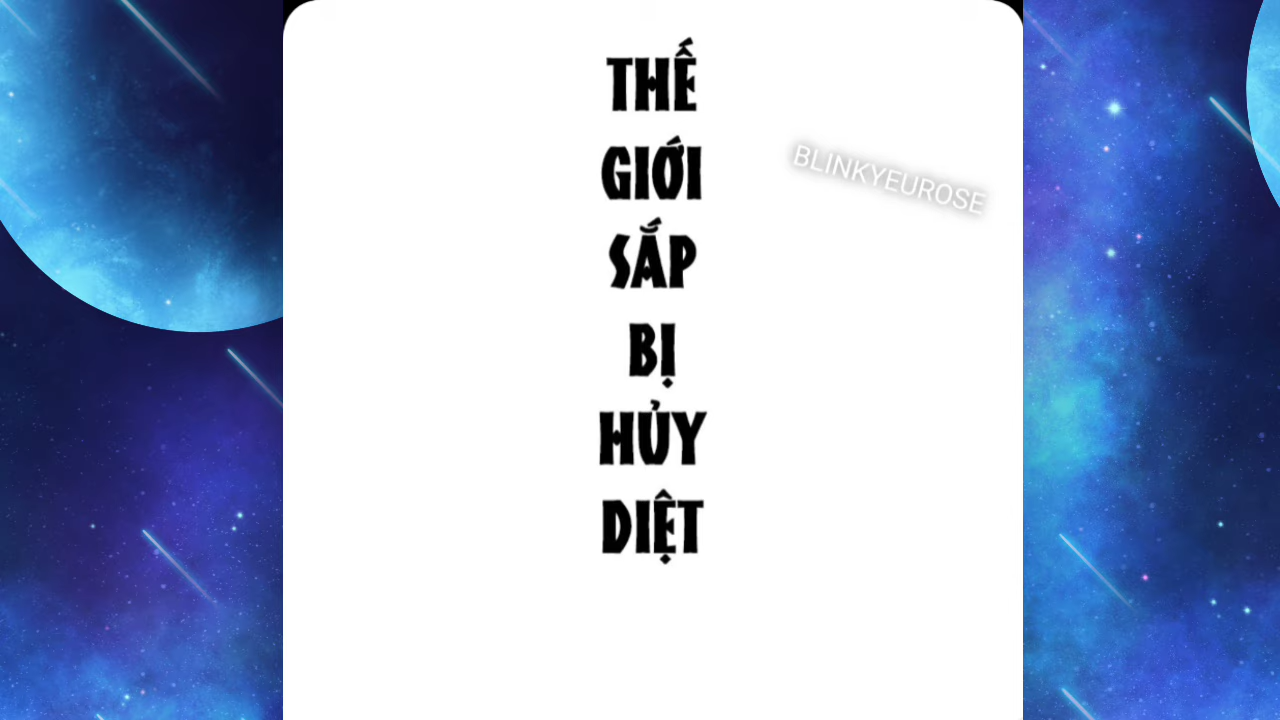 THẾ
GIỚI
SẮP
BỊ
HỦY
DIỆT
BLINKYEUROSE